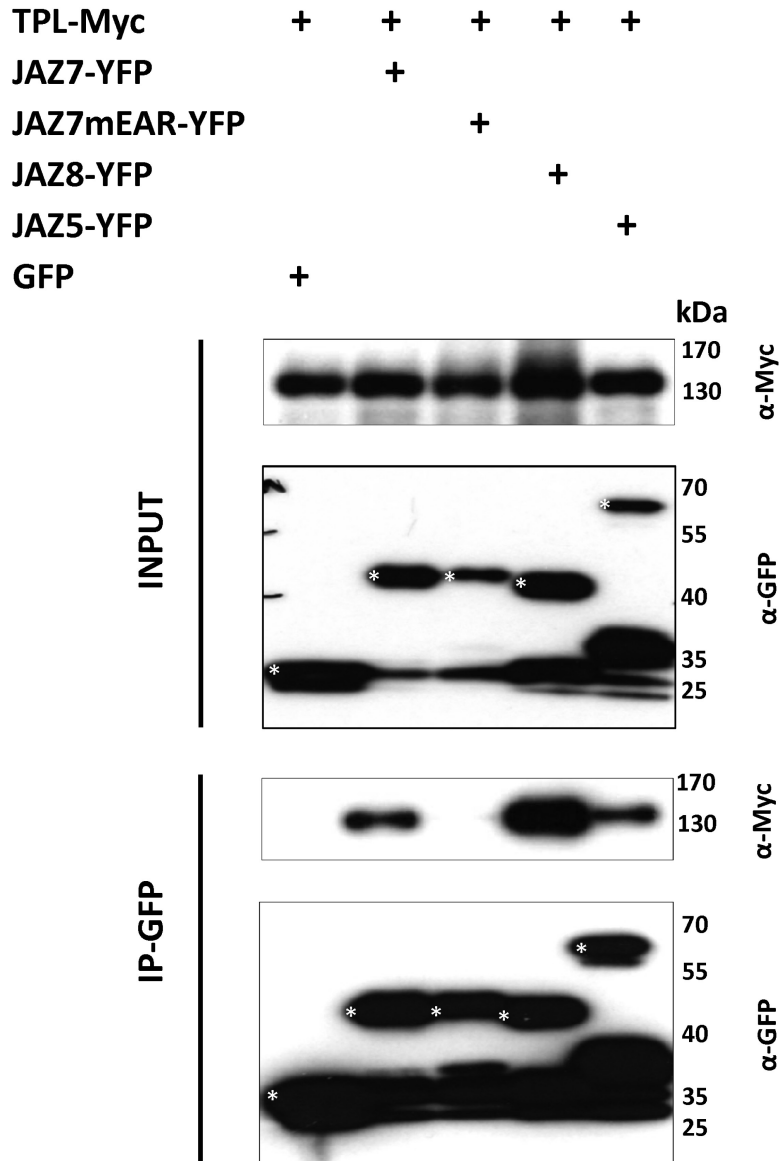 TPL-Myc + + + + +
JAZ7-YFP +
JAZ7mEAR-YFP +
JAZ8-YFP +
JAZ5-YFP +
GFP +
kDa
INPUT
170
130
α-Myc
* * * * *
70
55
40
35
25
α-GFP
IP-GFP
170
130
α-Myc
* * * * *
70
55
40
35
25
α-GFP